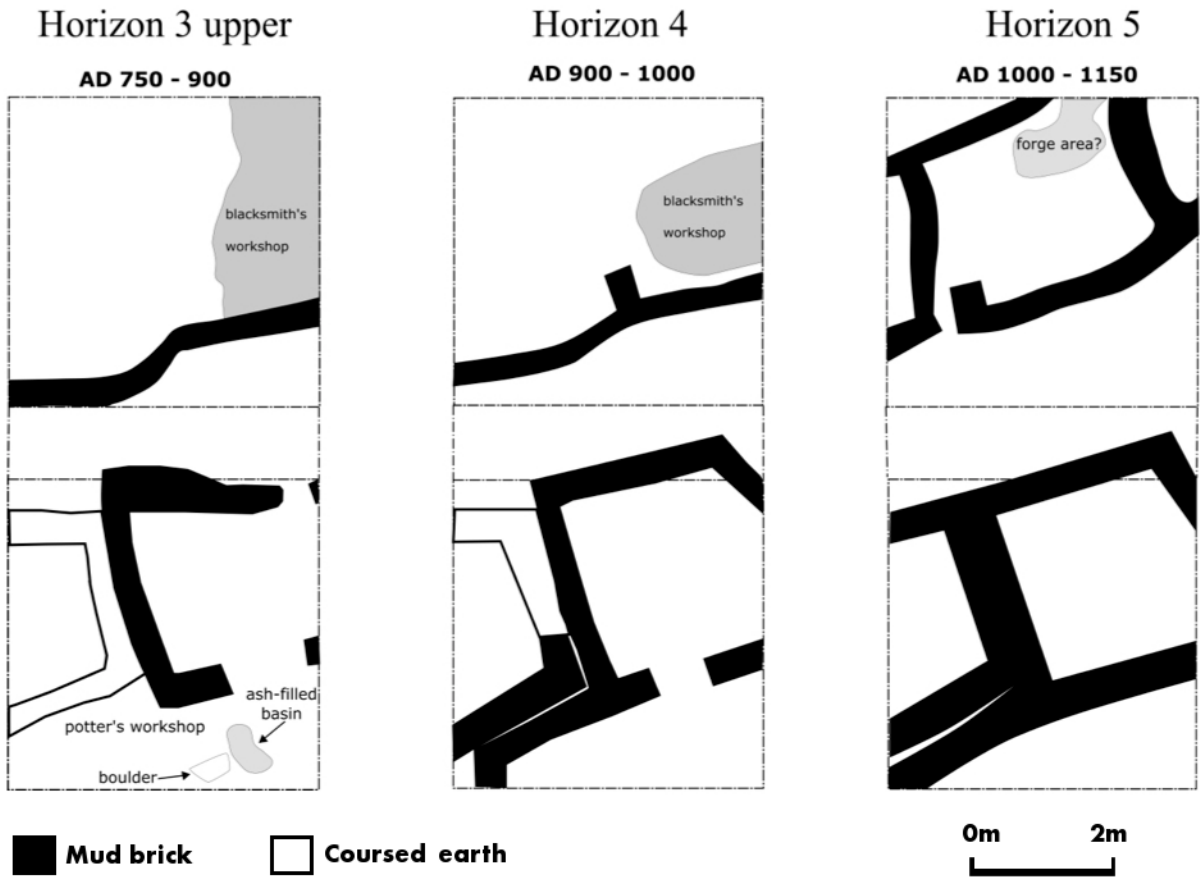 Horizon 3 upper
AD 750 - 900
blacksmith's
workshop
potter's workshop
ash-filled
basin
boulder
Horizon 4
AD 900 - 1000
blacksmith's
workshop
Horizon 5
AD 1000 - 1150
forge area?
Mud brick
Coursed earth
0m
2m